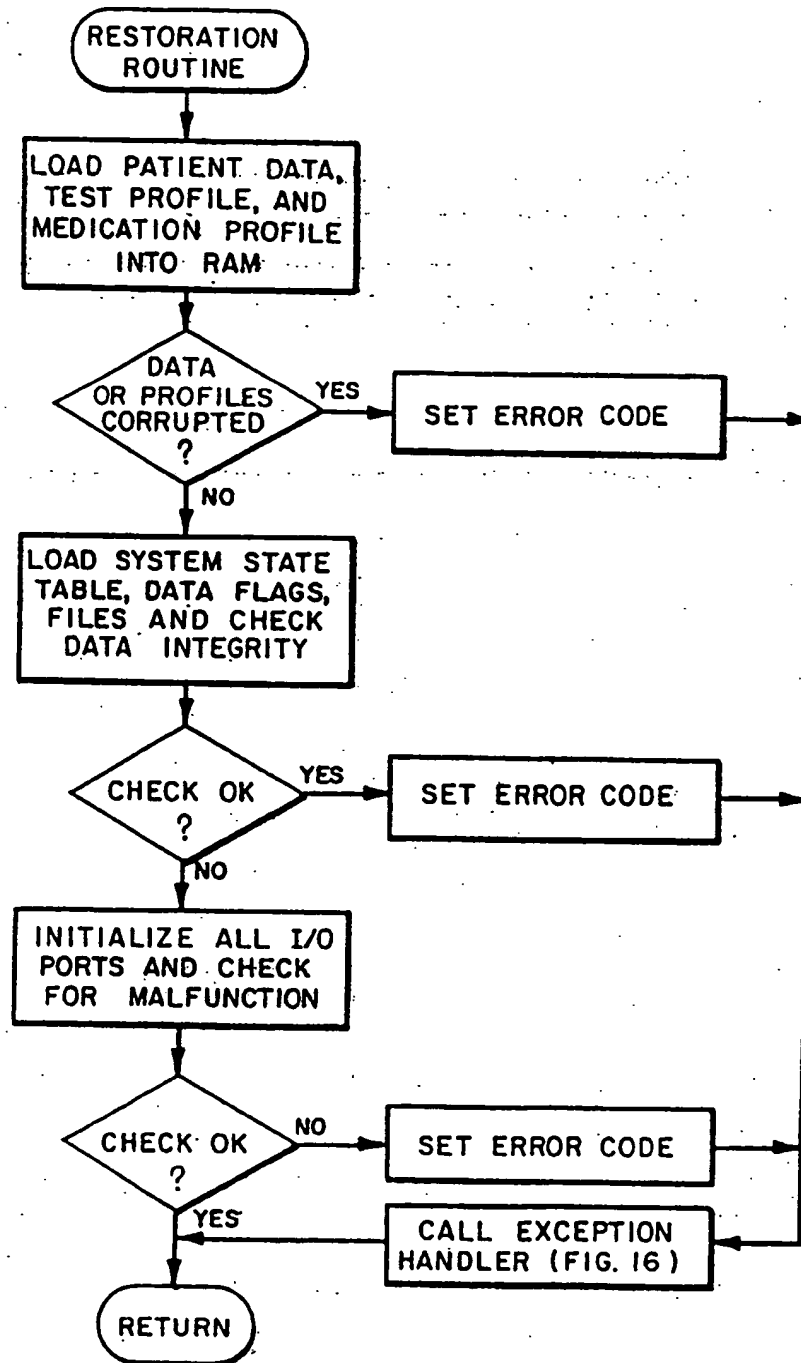 RESTORATION
ROUTINE
LOAD PATIENT DATA,
TEST PROFILE, AND
MEDICATION PROFILE
INTO RAM
DATA
OR PROFILES
CORRUPTED
?
YES
SET ERROR CODE
NO
LOAD SYSTEM STATE
TABLE, DATA FLAGS,
FILES AND CHECK
DATA INTEGRITY
CHECK OK
?
YES
SET ERROR CODE
NO
INITIALIZE ALL I/O
PORTS AND CHECK
FOR MALFUNCTION
CHECK OK
?
NO
SET ERROR CODE
YES
CALL EXCEPTION
HANDLER (FIG. 16)
RETURN